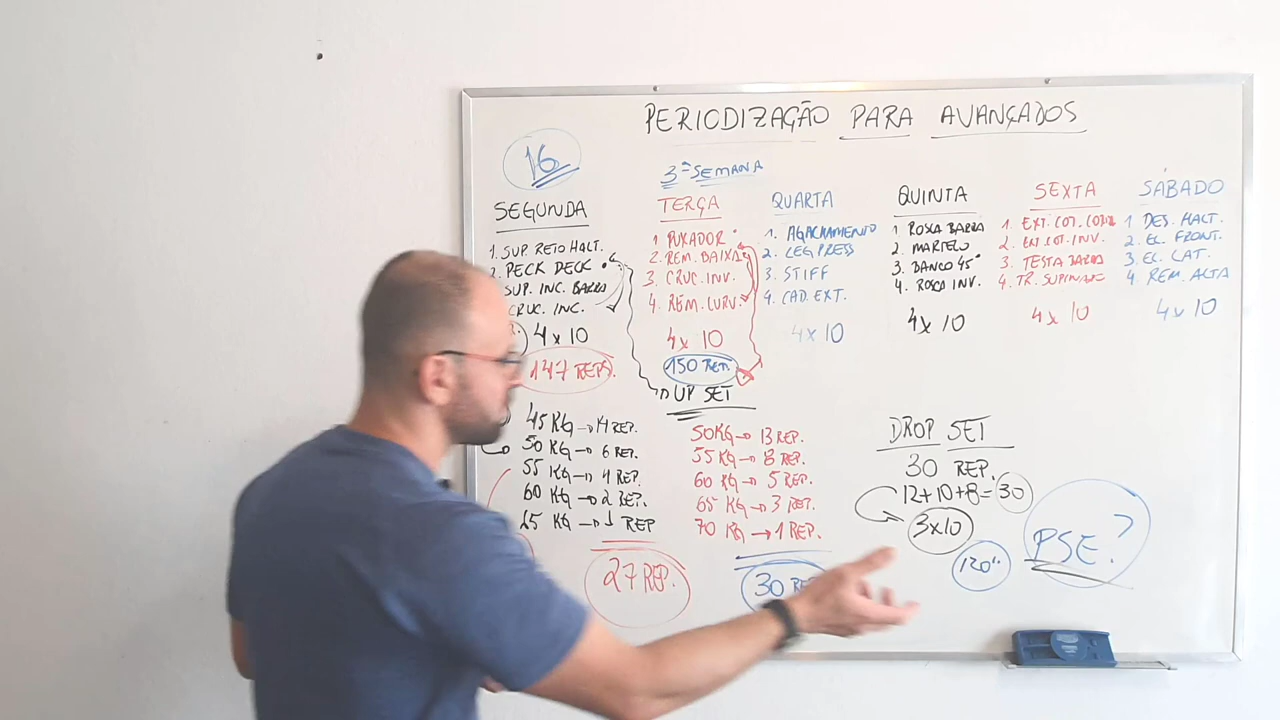 PERIODIZAÇÃO PARA AVANÇADOS
16
3ª SEMANA
SEGUNDA
1. SUP. RETO HALT.
2. PECK DECK
SUP. INC. BARRA
CRUC. INC.
4 x 10
147 REPS.
TERÇA
1 PUXADOR
2. REM. BAIXA
3. CRUC. INV.
4. REM. CURV.
4 x 10
150 REP.
UP SET
QUARTA
1. AGACHAMENTO
2. LEG PRESS
3. STIFF
4. CAD. EXT.
4 x 10
QUINTA
1 ROSCA BARRA
2. MARTELO
3. BANCO 45°
4. ROSCA INV.
4 x 10
SEXTA
1. EXT. COT. CORDA
2. EXT. COT. INV.
3. TESTA BARRA
4. TR. SUPINADO
4 x 10
SÁBADO
1 DES. HALT.
2. EL. FRONT.
3. EL. CAT.
4 REM. ALTA
4 x 10
45 KG → 14 REP.
50 KG → 6 REP.
55 KG → 4 REP.
60 KG → 2 REP.
65 KG → 1 REP
27 REP.
50KG → 13 REP.
55 KG → 8 REP.
60 KG → 5 REP.
65 KG → 3 REP.
70 KG → 1 REP.
30
DROP SET
30 REP.
12+10+8=30
3x10
120%
PSE?